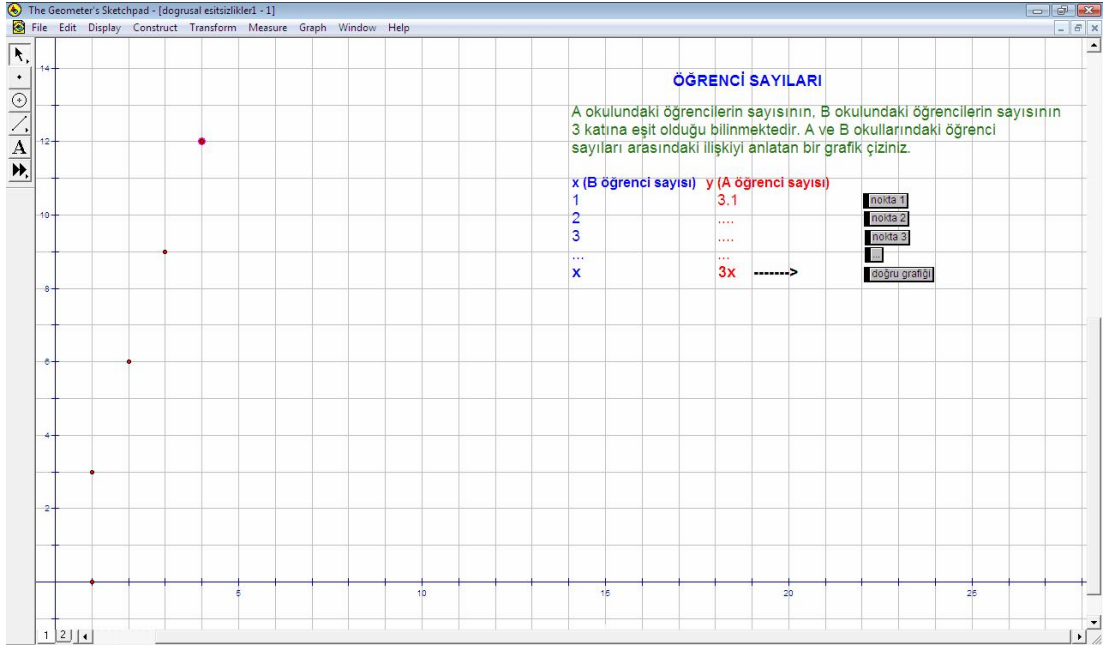 The Geometer's Sketchpad - [dogrusal esitsizlikler1 - 1]
File Edit Display Construct Transform Measure Graph Window Help
ÖĞRENCİ SAYILARI
A okulundaki öğrencilerin sayısının, B okulundaki öğrencilerin sayısının
3 katına eşit olduğu bilinmektedir. A ve B okullarındaki öğrenci
sayıları arasındaki ilişkiyi anlatan bir grafik çiziniz.
x (B öğrenci sayısı) y (A öğrenci sayısı)
1 3.1 nokta 1
2 .... nokta 2
3 .... nokta 3
... ... ...
x 3x -------> doğru grafiği
A
14
12
10
8
6
4
2
5 10 15 20 25
1 2